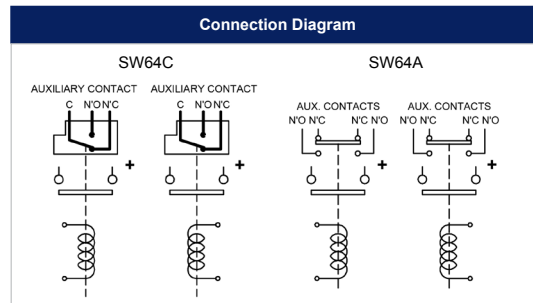 Connection Diagram
SW64C
SW64A
AUXILIARY CONTACT
AUXILIARY CONTACT
C N'O N'C
C N'O N'C
AUX. CONTACTS
AUX. CONTACTS
N'O N'C N'C N'O
N'O N'C N'C N'O
+
+
+
+